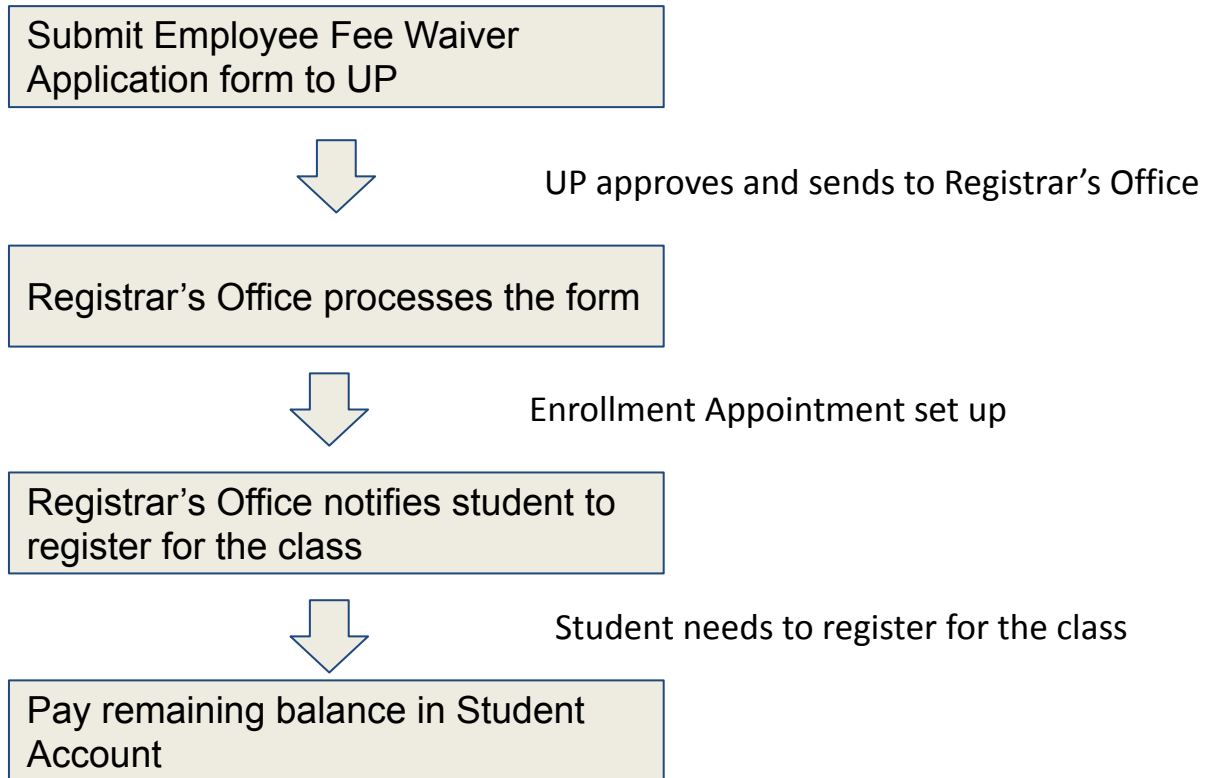 Submit Employee Fee Waiver
Application form to UP
UP approves and sends to Registrar’s Office
Registrar’s Office processes the form
Enrollment Appointment set up
Registrar’s Office notifies student to
register for the class
Student needs to register for the class
Pay remaining balance in Student
Account